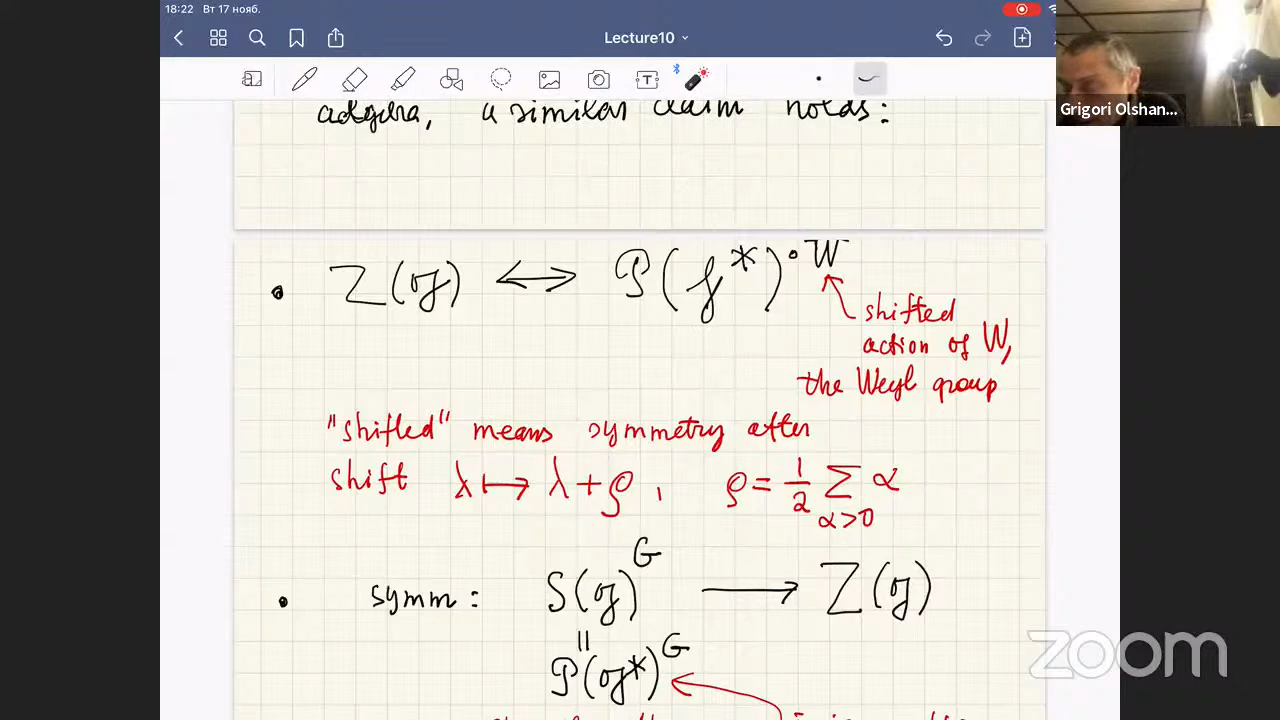 18:22 Вт 17 нояб.
Lecture10
Grigori Olshan...
algebra, a similar claim holds:
• Z(𝔤) ⟷ P(𝔥*)^{•W}
shifted
action of W,
the Weyl group
"shifted" means symmetry after
shift λ ⟼ λ + ρ, ρ = 1/2 Σ_{α>0} α
• symm: S(𝔤)^G ⟶ Z(𝔤)
"
P(𝔤*)^G
zoom